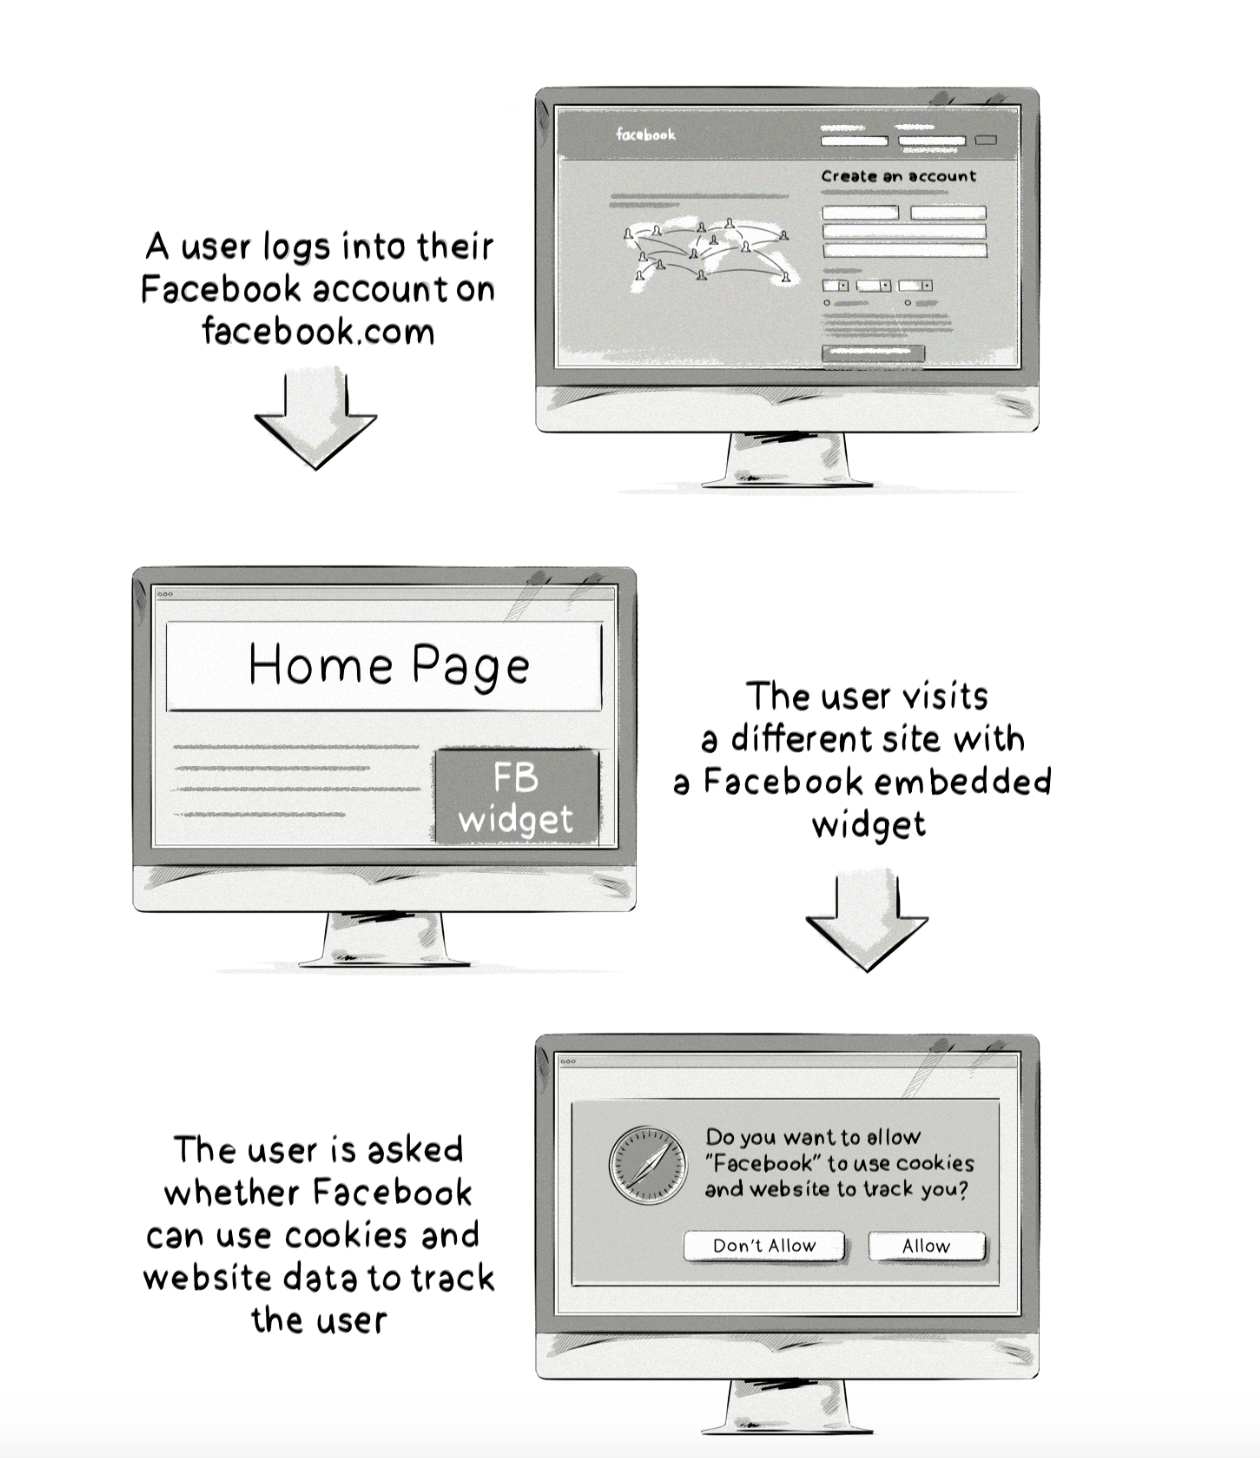 facebook
Create an account
A user logs into their
Facebook account on
facebook.com
Home Page
FB
widget
The user visits
a different site with
a Facebook embedded
widget
The user is asked
whether Facebook
can use cookies and
website data to track
the user
Do you want to allow
"Facebook" to use cookies
and website to track you?
Don't Allow
Allow